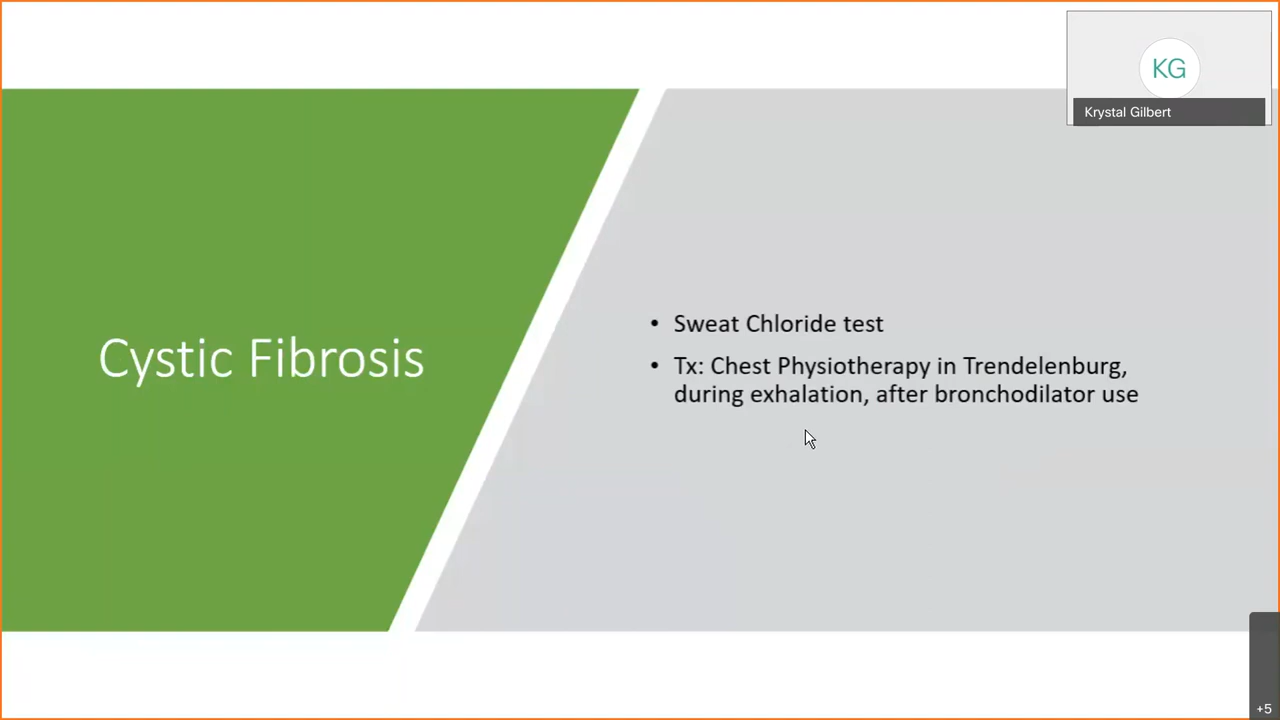 KG
Krystal Gilbert
Cystic Fibrosis
• Sweat Chloride test
• Tx: Chest Physiotherapy in Trendelenburg,
during exhalation, after bronchodilator use
+5